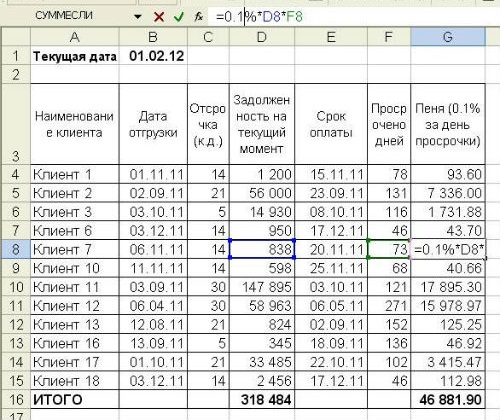 СУММЕСЛИ =0.1%*D8*F8
A B C D E F G
1 Текущая дата 01.02.12
2
3 Наименовани е клиента Дата отгрузки Отсро чка (к.д.) Задолжен ность на текущий момент Срок оплаты Проср очено дней Пеня (0.1% за день просрочки)
4 Клиент 1 01.11.11 14 1 200 15.11.11 78 93.60
5 Клиент 2 02.09.11 21 56 000 23.09.11 131 7 336.00
6 Клиент 3 03.10.11 5 14 930 08.10.11 116 1 731.88
7 Клиент 6 03.12.11 14 950 17.12.11 46 43.70
8 Клиент 7 06.11.11 14 838 20.11.11 73 =0.1%*D8*
9 Клиент 10 11.11.11 14 598 25.11.11 68 40.66
10 Клиент 11 03.09.11 30 147 895 03.10.11 121 17 895.30
11 Клиент 12 06.04.11 30 58 963 06.05.11 271 15 978.97
12 Клиент 13 12.08.11 21 824 02.09.11 152 125.25
13 Клиент 16 13.09.11 5 345 18.09.11 136 46.92
14 Клиент 17 01.10.11 21 33 485 22.10.11 102 3 415.47
15 Клиент 18 03.12.11 14 2 456 17.12.11 46 112.98
16 ИТОГО 318 484 46 881.90
17